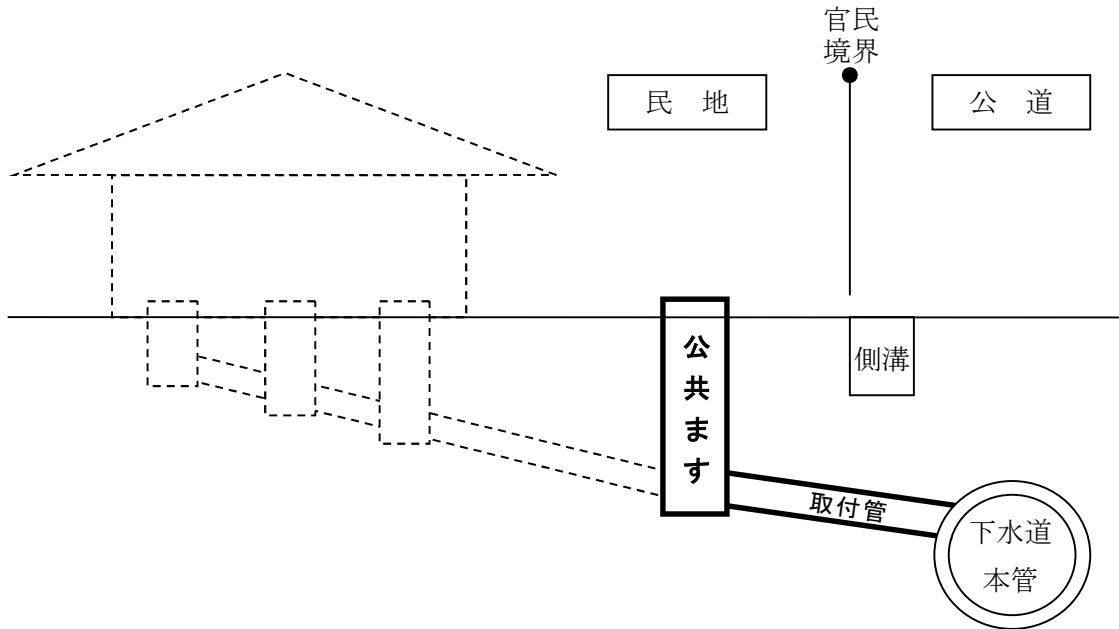 官民
境界
民　地
公　道
側溝
公共ます
取付管
下水道
本管